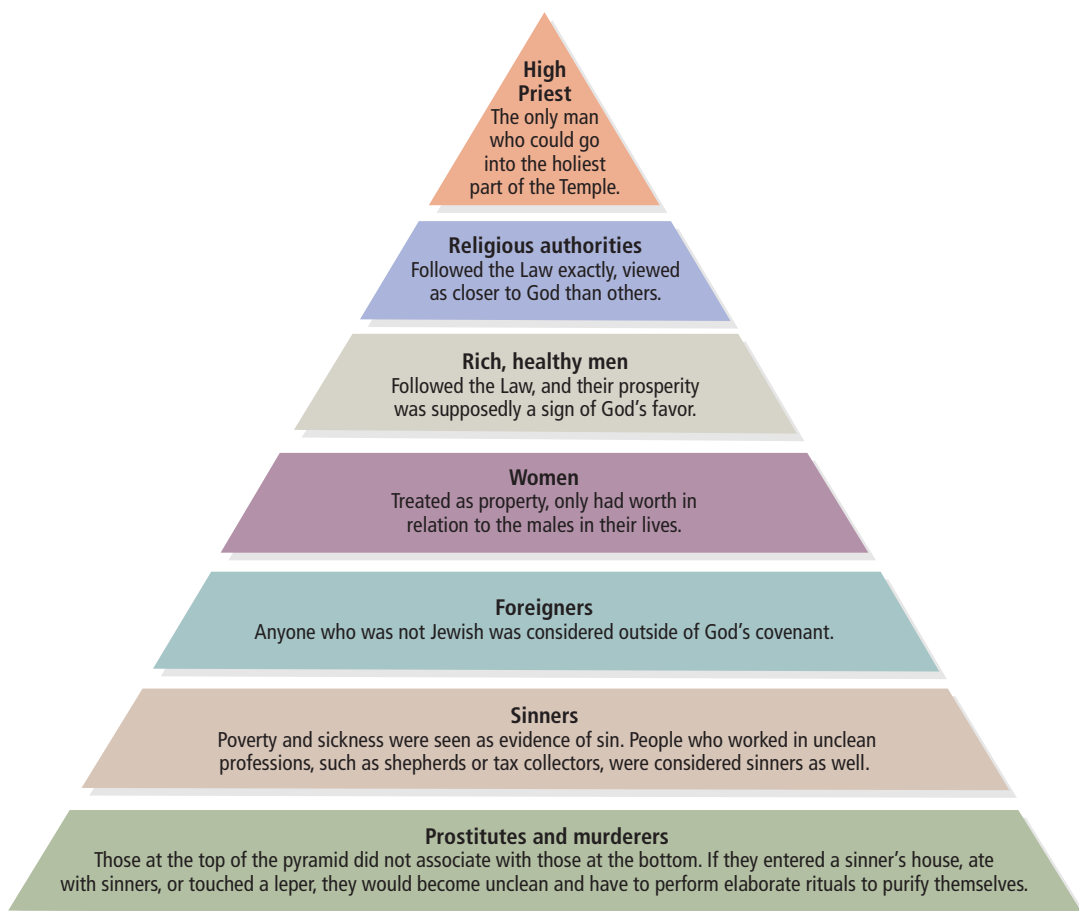 High
Priest
The only man
who could go
into the holiest
part of the Temple.
Religious authorities
Followed the Law exactly, viewed
as closer to God than others.
Rich, healthy men
Followed the Law, and their prosperity
was supposedly a sign of God’s favor.
Women
Treated as property, only had worth in
relation to the males in their lives.
Foreigners
Anyone who was not Jewish was considered outside of God’s covenant.
Sinners
Poverty and sickness were seen as evidence of sin. People who worked in unclean
professions, such as shepherds or tax collectors, were considered sinners as well.
Prostitutes and murderers
Those at the top of the pyramid did not associate with those at the bottom. If they entered a sinner’s house, ate
with sinners, or touched a leper, they would become unclean and have to perform elaborate rituals to purify themselves.